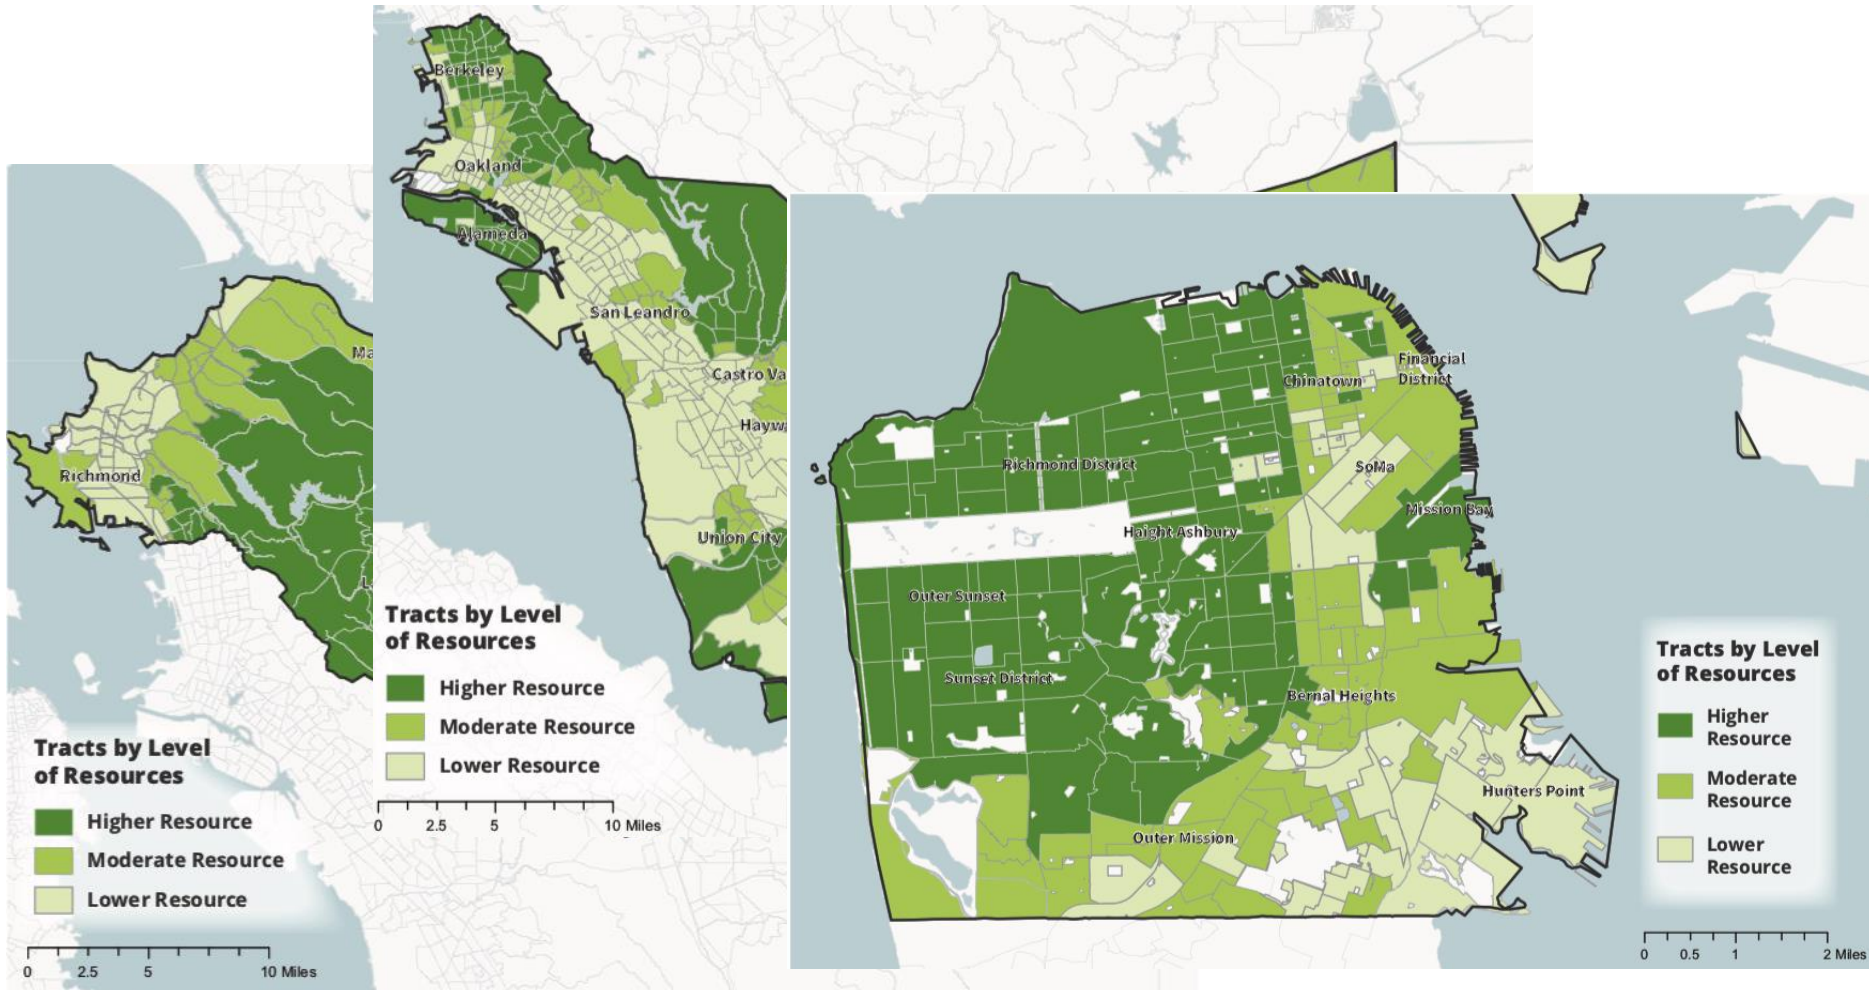 Berkeley
Oakland
Alameda
San Leandro
Castro Va
Hayw
Union City
Tracts by Level
of Resources
Higher Resource
Moderate Resource
Lower Resource
0 2.5 5 10 Miles
Ma
Richmond
L
Tracts by Level
of Resources
Higher Resource
Moderate Resource
Lower Resource
0 2.5 5 10 Miles
Financial
District
Chinatown
Richmond District
SoMa
Mission Bay
Haight Ashbury
Outer Sunset
Sunset District
Bernal Heights
Hunters Point
Outer Mission
Tracts by Level
of Resources
Higher
Resource
Moderate
Resource
Lower
Resource
0 0.5 1 2 Miles